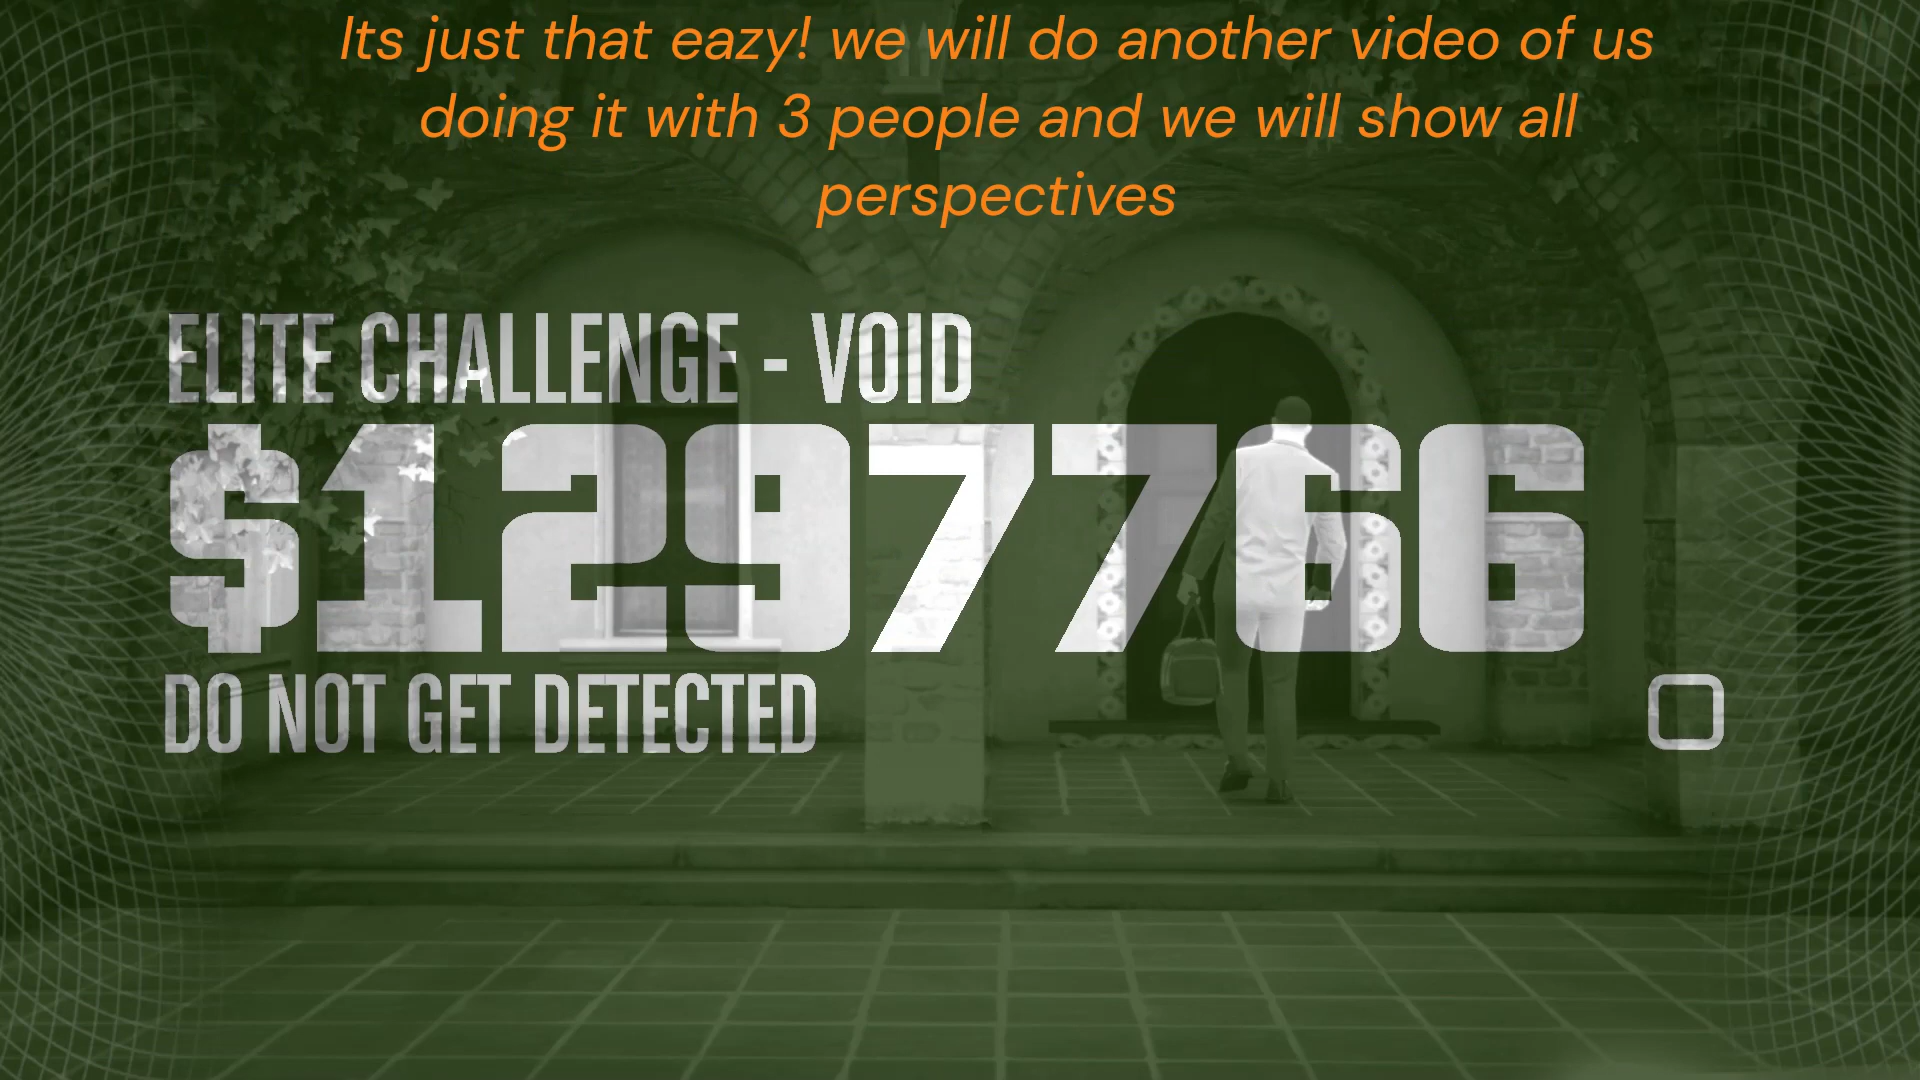 Its just that eazy! we will do another video of us
doing it with 3 people and we will show all
perspectives
ELITE CHALLENGE - VOID
$1297766
DO NOT GET DETECTED